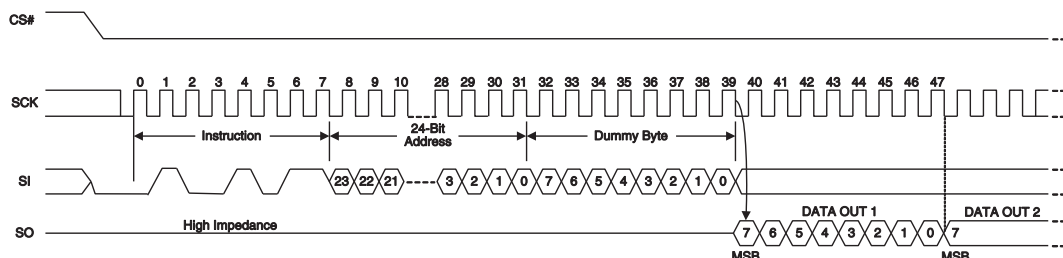 CS#
0 1 2 3 4 5 6 7 8 9 10 28 29 30 31 32 33 34 35 36 37 38 39 40 41 42 43 44 45 46 47
SCK
Instruction 24-Bit Address Dummy Byte
SI 23 22 21 3 2 1 0 7 6 5 4 3 2 1 0
High Impedance DATA OUT 1 DATA OUT 2
SO 7 6 5 4 3 2 1 0 7
MSB MSB